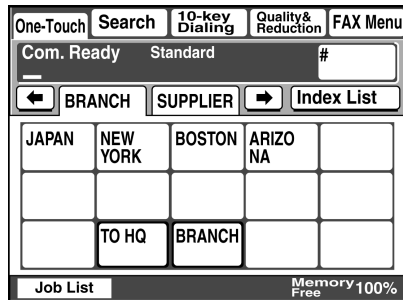 One-Touch Search 10-key Dialing Quality& Reduction FAX Menu
Com. Ready Standard #
BRANCH SUPPLIER Index List
JAPAN NEW YORK BOSTON ARIZO NA
TO HQ BRANCH
Job List Memory Free 100%